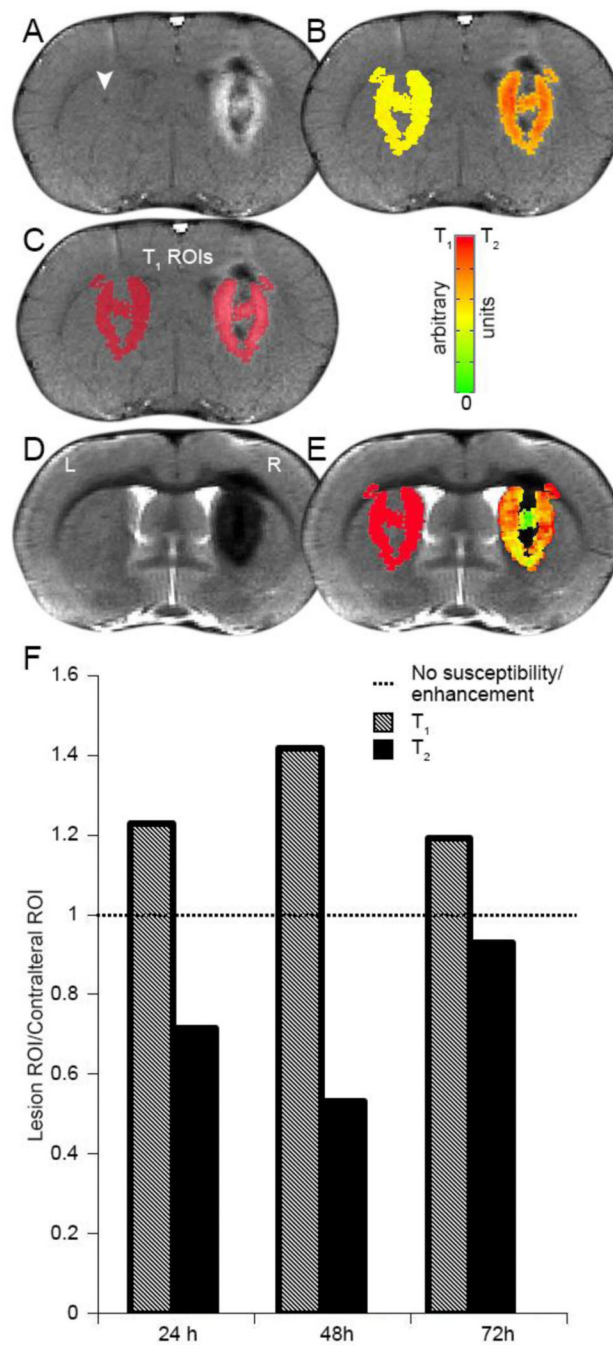 A
B
C
T1 ROIs
T1 T2
arbitrary
units
0
D
L
R
E
F
No susceptibility/
enhancement
T1
T2
Lesion ROI/Contralteral ROI
1.6
1.4
1.2
1
0.8
0.6
0.4
0.2
0
24 h
48h
72h